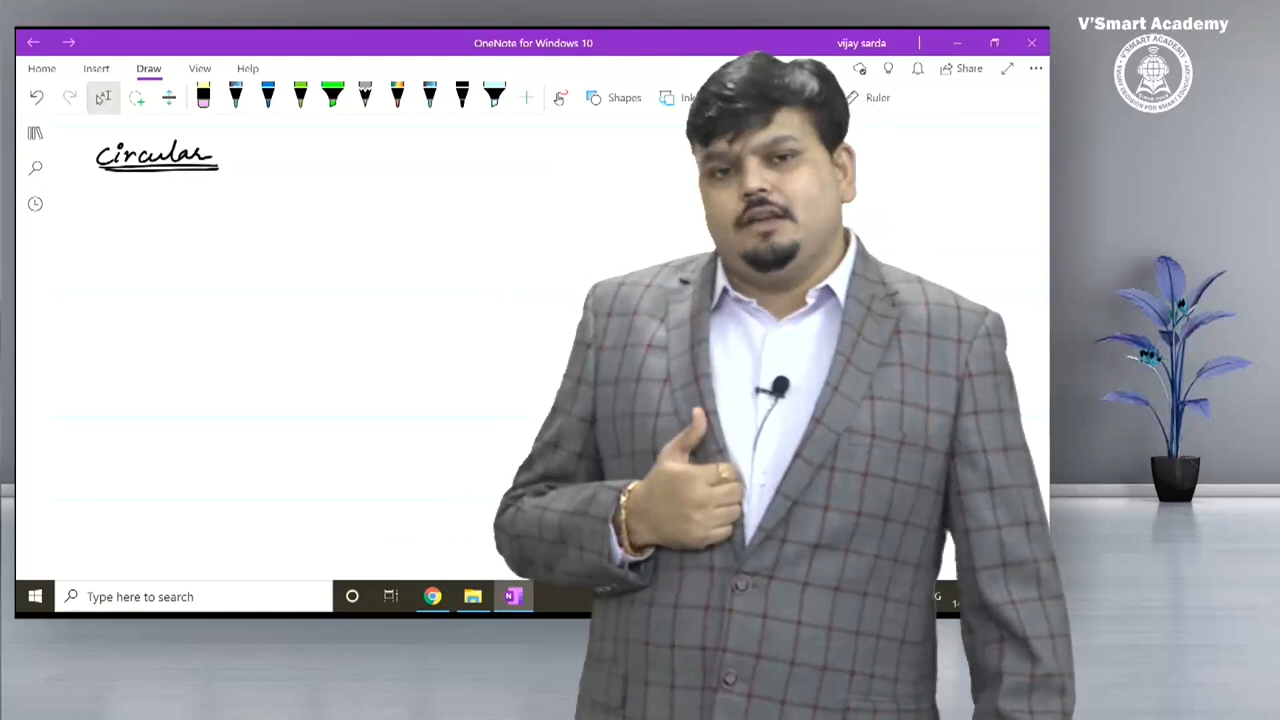 V'Smart Academy
OneNote for Windows 10
vijay sarda
Home Insert Draw View Help
Share
Shapes
Ink
Ruler
Circular
Type here to search